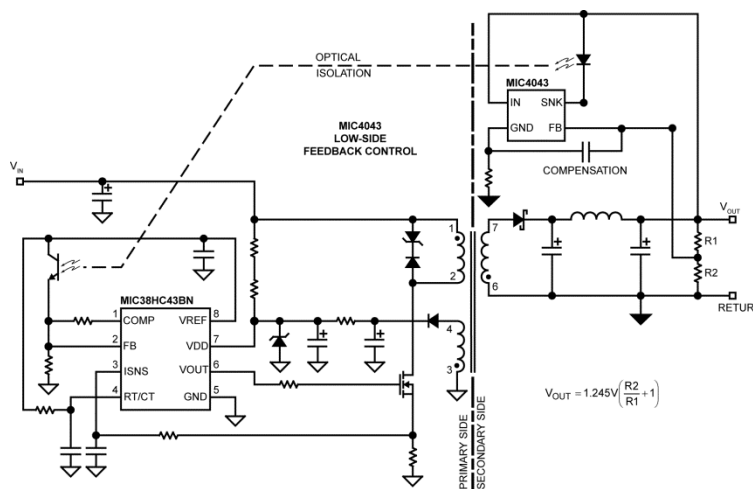 OPTICAL
ISOLATION
MIC4043
IN
SNK
GND
FB
MIC4043
LOW-SIDE
FEEDBACK CONTROL
COMPENSATION
VIN
VOUT
1
2
7
6
R1
R2
RETUR
MIC38HC43BN
1
COMP
VREF
8
2
FB
VDD
7
3
ISNS
VOUT
6
4
RT/CT
GND
5
4
3
PRIMARY SIDE
SECONDARY SIDE
VOUT = 1.245V(R2/R1 + 1)